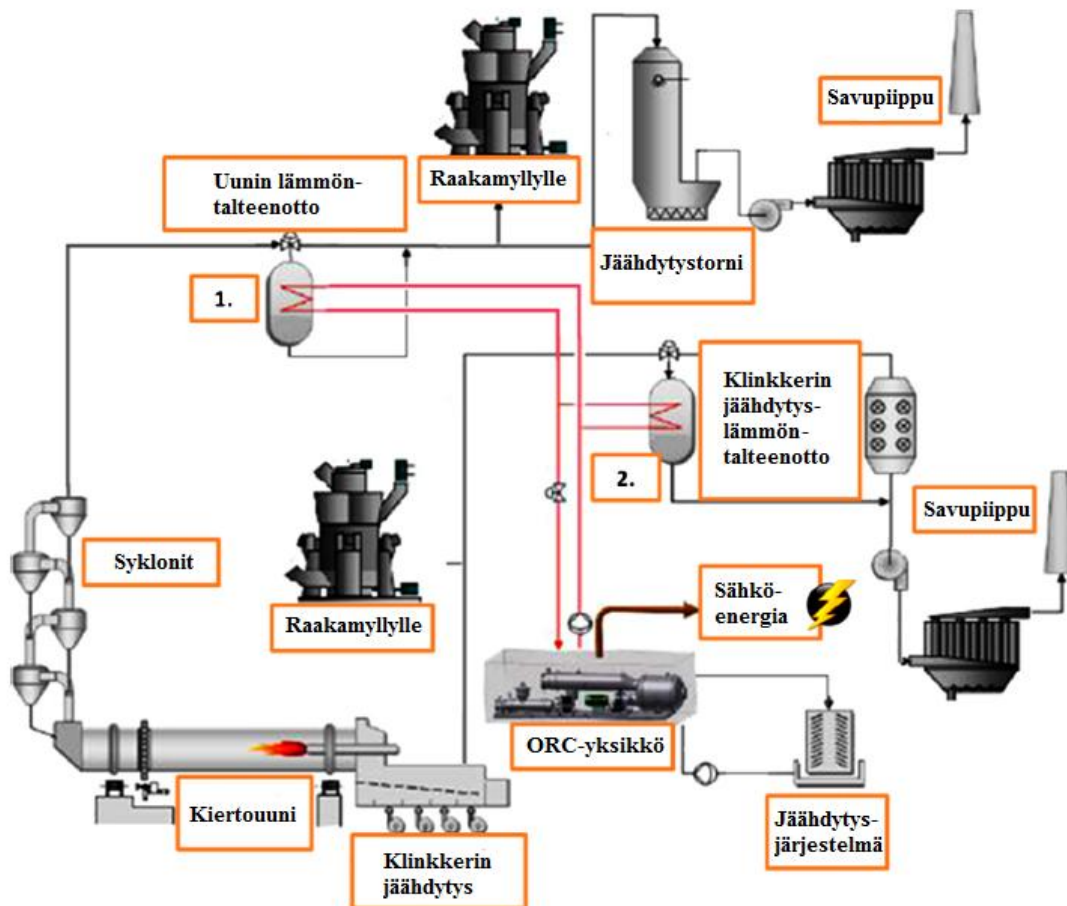 Savupiippu
Uunin lämmön-
talteenotto
Raakamyllylle
Jäähdytystorni
1.
Klinkkerin
jäähdytys-
lämmön-
talteenotto
2.
Savupiippu
Syklonit
Raakamyllylle
Sähkö-
energia
ORC-yksikkö
Kiertouuni
Jäähdytys-
järjestelmä
Klinkkerin
jäähdytys